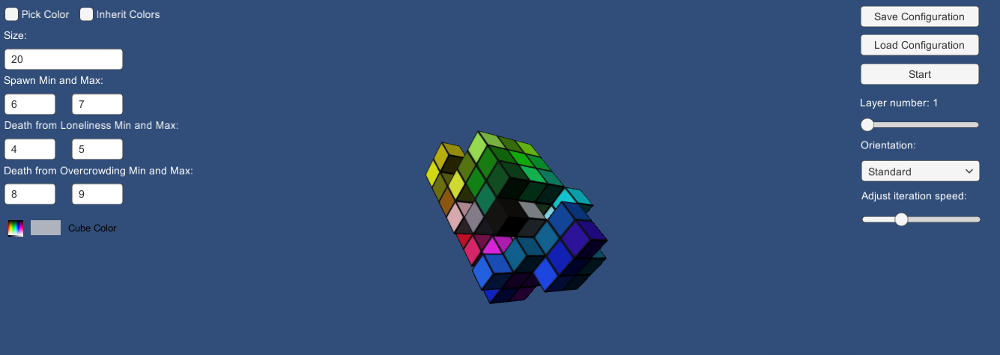 Pick Color Inherit Colors
Size:
20
Spawn Min and Max:
6 7
Death from Loneliness Min and Max:
4 5
Death from Overcrowding Min and Max:
8 9
Cube Color
Save Configuration
Load Configuration
Start
Layer number: 1
Orientation:
Standard
Adjust iteration speed: